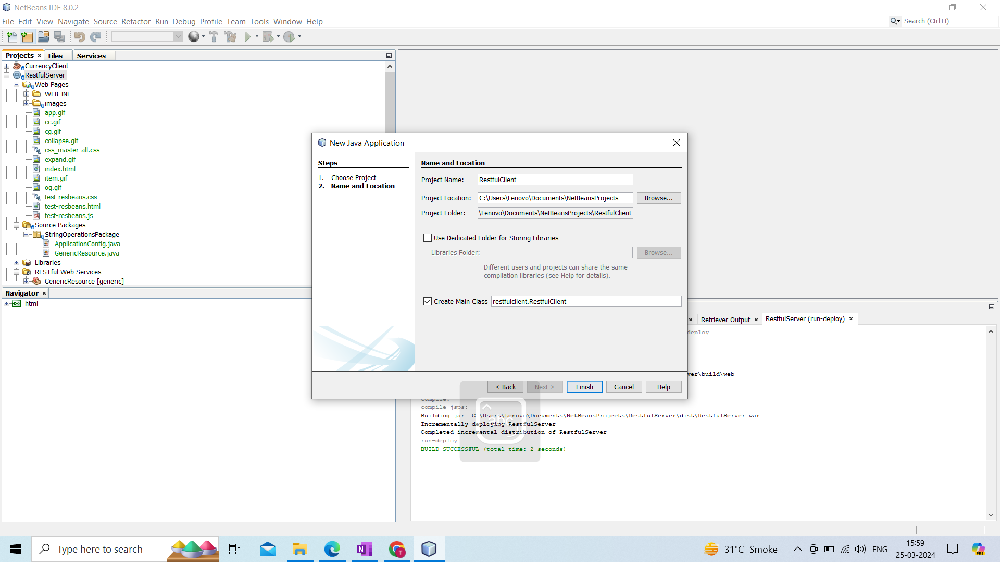 NetBeans IDE 8.0.2
File Edit View Navigate Source Refactor Run Debug Profile Team Tools Window Help
Search (Ctrl+I)
Projects Files Services
CurrencyClient
RestfulServer
Web Pages
WEB-INF
images
app.gif
cc.gif
cg.gif
collapse.gif
css_master-all.css
expand.gif
index.html
item.gif
og.gif
test-resbeans.css
test-resbeans.html
test-resbeans.js
Source Packages
StringOperationsPackage
ApplicationConfig.java
GenericResource.java
Libraries
RESTful Web Services
GenericResource [generic]
Navigator
html
New Java Application
Steps
1. Choose Project
2. Name and Location
Name and Location
Project Name: RestfulClient
Project Location: C:\Users\Lenovo\Documents\NetBeansProjects Browse...
Project Folder: \Lenovo\Documents\NetBeansProjects\RestfulClient
Use Dedicated Folder for Storing Libraries
Libraries Folder: Browse...
Different users and projects can share the same
compilation libraries (see Help for details).
Create Main Class restfulclient.RestfulClient
< Back Next > Finish Cancel Help
Retriever Output RestfulServer (run-deploy)
deploy
ver\build\web
compile:
compile-jsps:
Building jar: C:\Users\Lenovo\Documents\NetBeansProjects\RestfulServer\dist\RestfulServer.war
Incrementally deploying RestfulServer
Completed incremental distribution of RestfulServer
run-deploy:
BUILD SUCCESSFUL (total time: 2 seconds)
abc
Type here to search
31°C Smoke
ENG
15:59
25-03-2024
PRE